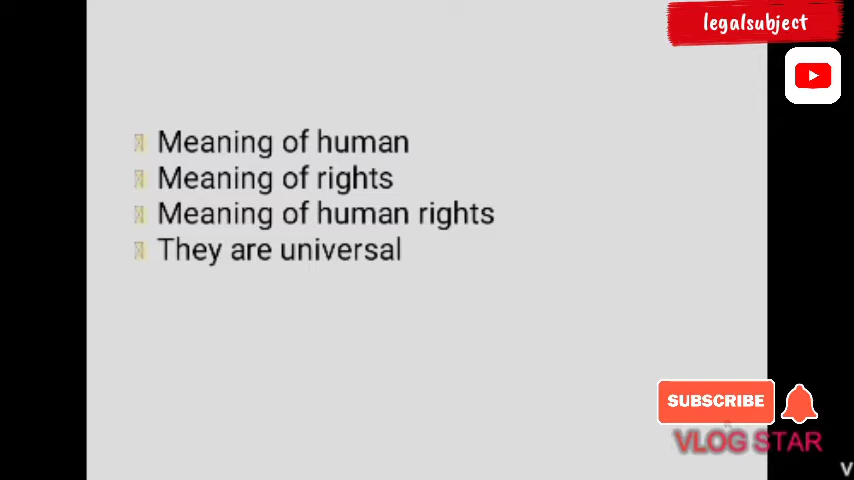 legalsubject
Meaning of human
Meaning of rights
Meaning of human rights
They are universal
SUBSCRIBE
VLOG STAR
V